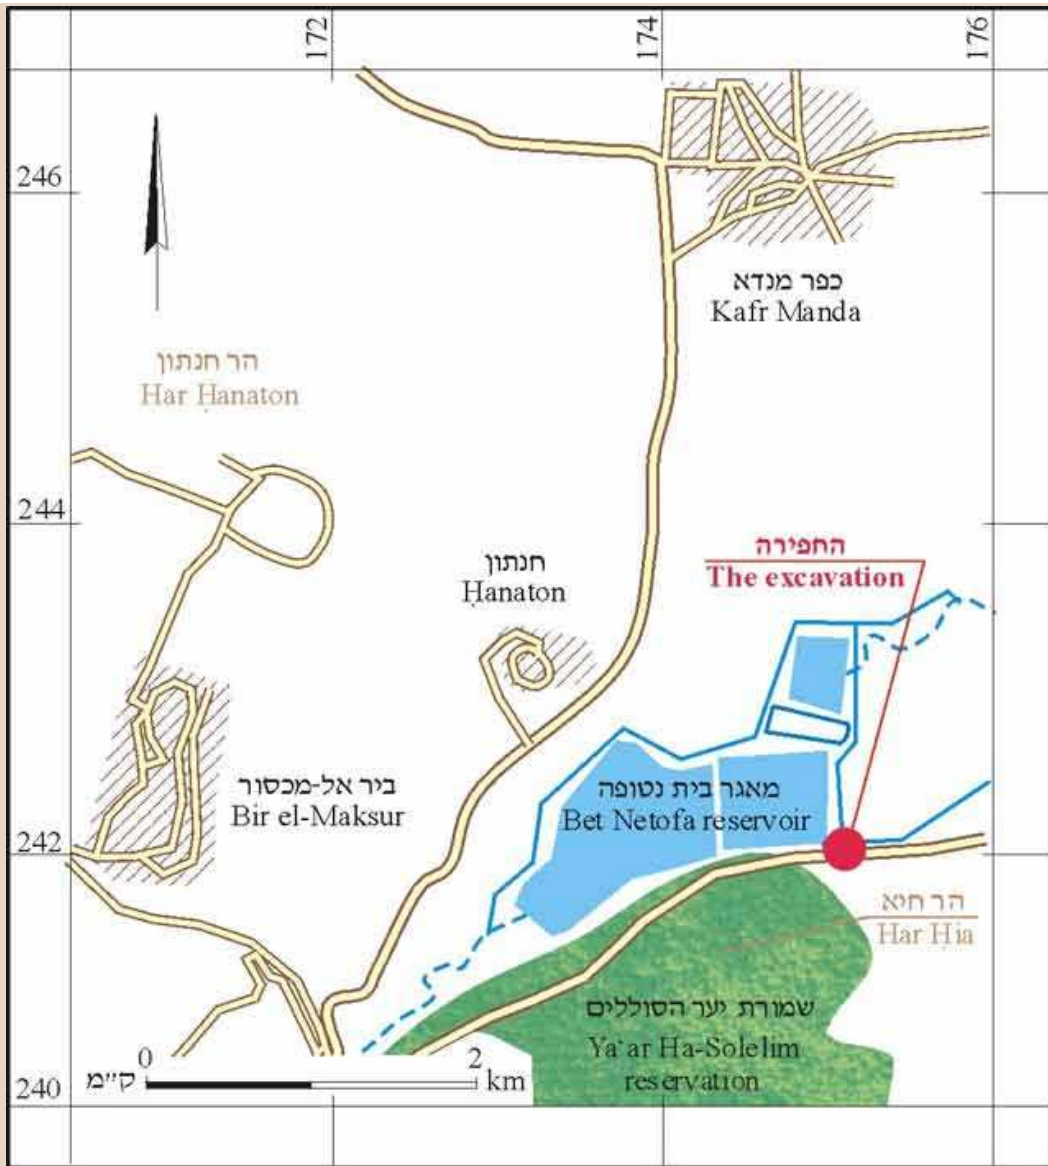 172
174
176
246
כפר מנדא
Kafr Manda
הר חנתון
Har Ḥanaton
244
חנתון
Ḥanaton
החפירה
The excavation
ביר אל-מכסור
Bir el-Maksur
מאגר בית נטופה
Bet Netofa reservoir
242
הר חיא
Har Ḥia
שמורת יער הסוללים
Ya‘ar Ha-Solelim
reservation
0
2
ק"מ
km
240